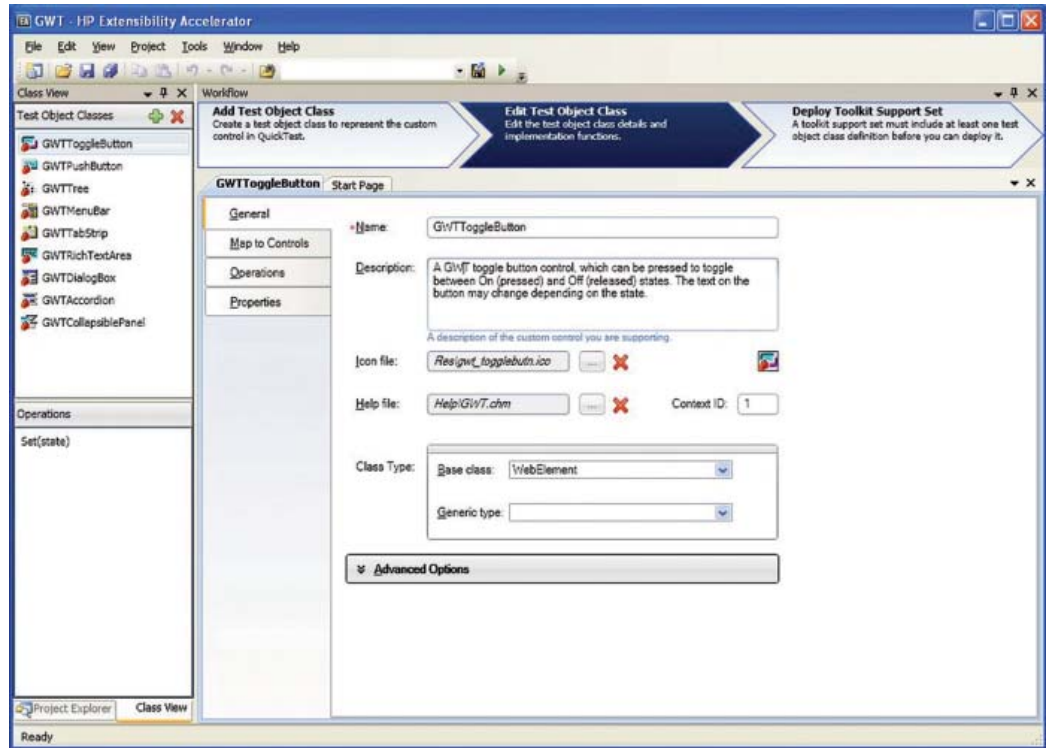 GWT - HP Extensibility Accelerator
File Edit View Project Tools Window Help
Class View
Workflow
Test Object Classes
GWTToggleButton
GWTPushButton
GWTTree
GWTMenuBar
GWTTabStrip
GWTRichTextArea
GWTDialogBox
GWTAccordion
GWTCollapsiblePanel
Operations
Set(state)
Project Explorer
Class View
Add Test Object Class
Create a test object class to represent the custom
control in QuickTest.
Edit Test Object Class
Edit the test object class details and
implementation functions.
Deploy Toolkit Support Set
A toolkit support set must include at least one test
object class definition before you can deploy it.
GWTToggleButton
Start Page
General
Map to Controls
Operations
Properties
*Name: GWTToggleButton
Description: A GWT toggle button control, which can be pressed to toggle
between On (pressed) and Off (released) states. The text on the
button may change depending on the state.
A description of the custom control you are supporting.
Icon file: Res\gwt_togglebutn.ico ...
Help file: Help\GWT.chm ... Context ID: 1
Class Type: Base class: WebElement
Generic type:
Advanced Options
Ready